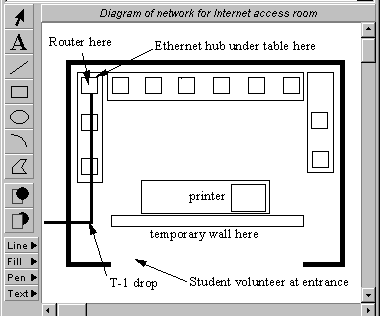 Diagram of network for Internet access room
A
Router here
Ethernet hub under table here
printer
temporary wall here
Line
Fill
Pen
Text
T-1 drop
Student volunteer at entrance